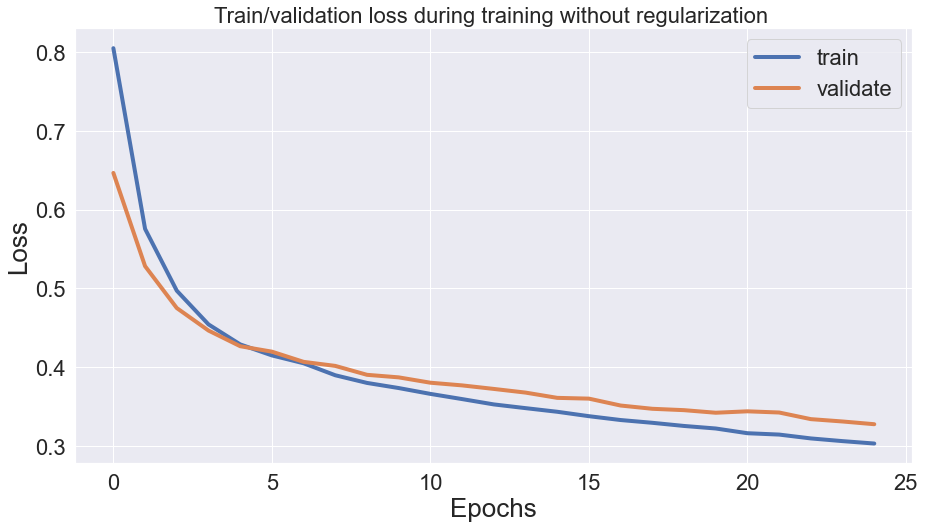 Train/validation loss during training without regularization
train
validate
Loss
0.8
0.7
0.6
0.5
0.4
0.3
0 5 10 15 20 25
Epochs